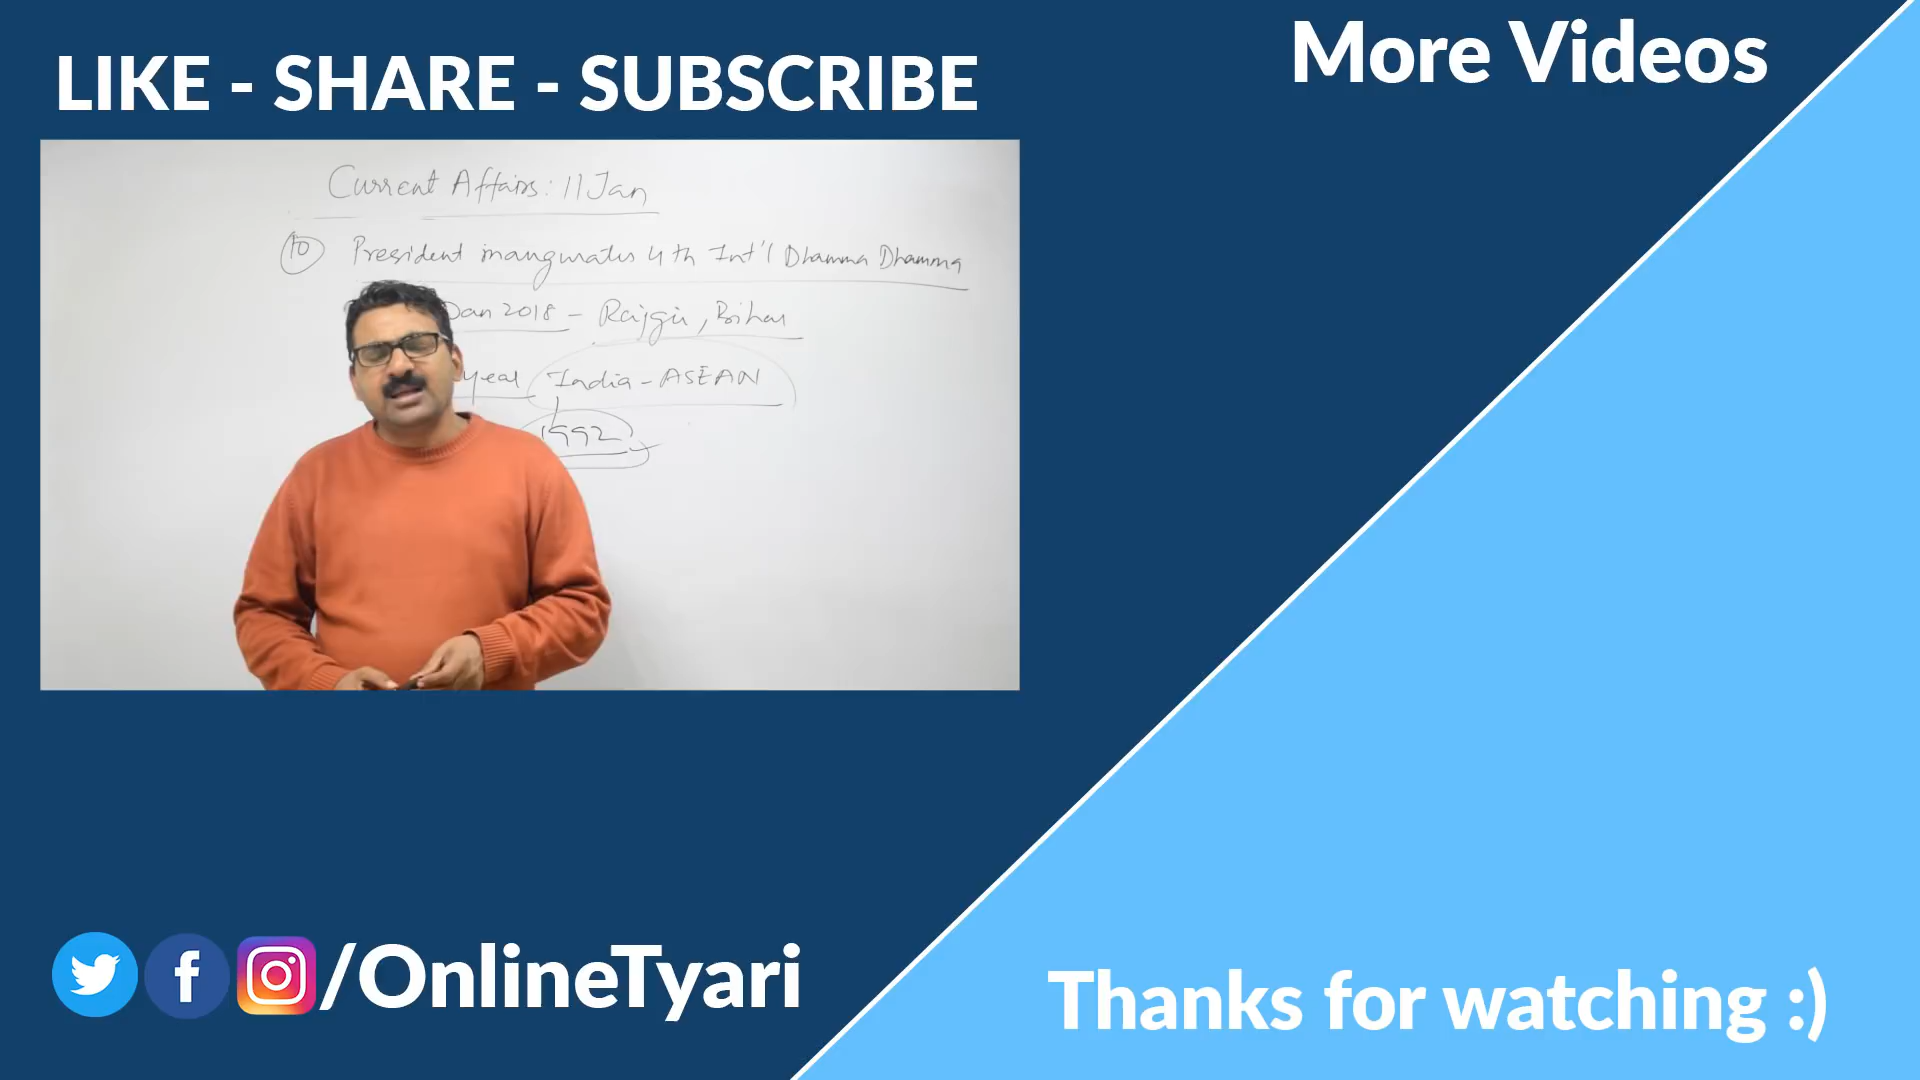 LIKE - SHARE - SUBSCRIBE
More Videos
Current Affairs: 11 Jan
10 President inaugurates 4th Int'l Dhamma Dhamma
Jan 2018 - Rajgir, Bihar
year India - ASEAN
1992
/OnlineTyari
Thanks for watching :)